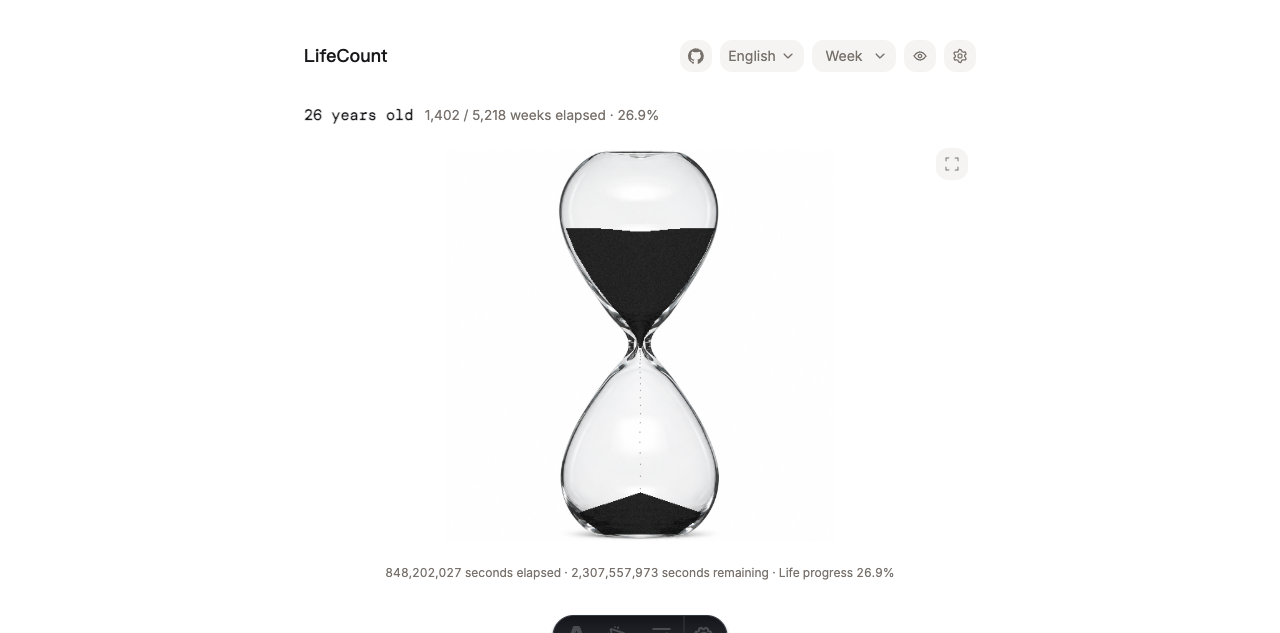 LifeCount
English
Week
26 years old 1,402 / 5,218 weeks elapsed · 26.9%
848,202,027 seconds elapsed · 2,307,557,973 seconds remaining · Life progress 26.9%